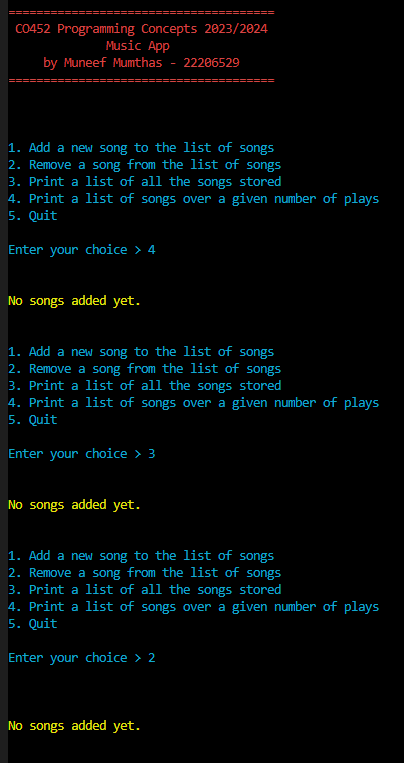 ======================================
CO452 Programming Concepts 2023/2024
Music App
by Muneef Mumthas - 22206529
======================================
1. Add a new song to the list of songs
2. Remove a song from the list of songs
3. Print a list of all the songs stored
4. Print a list of songs over a given number of plays
5. Quit
Enter your choice > 4
No songs added yet.
1. Add a new song to the list of songs
2. Remove a song from the list of songs
3. Print a list of all the songs stored
4. Print a list of songs over a given number of plays
5. Quit
Enter your choice > 3
No songs added yet.
1. Add a new song to the list of songs
2. Remove a song from the list of songs
3. Print a list of all the songs stored
4. Print a list of songs over a given number of plays
5. Quit
Enter your choice > 2
No songs added yet.